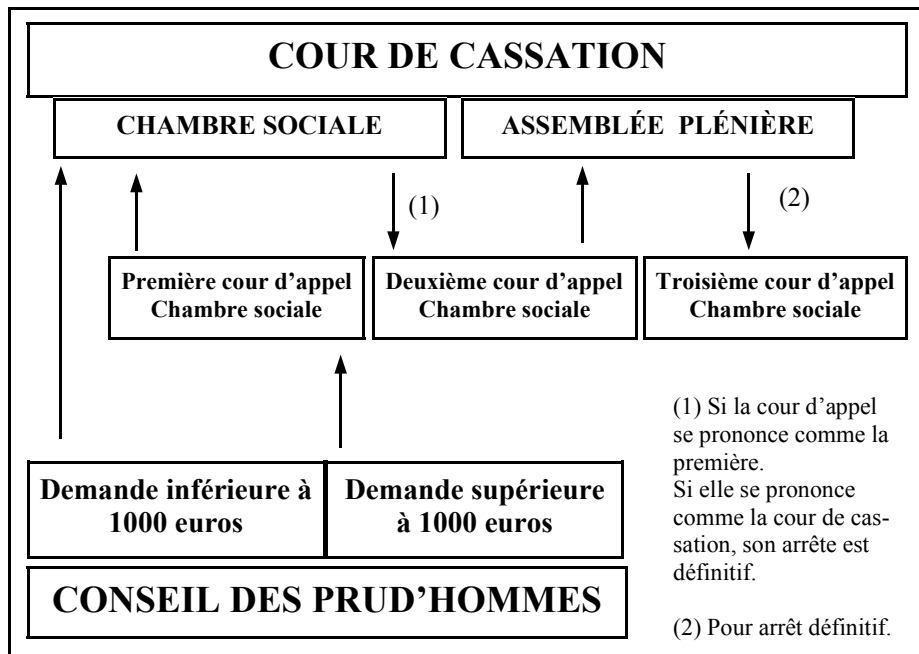 COUR DE CASSATION
CHAMBRE SOCIALE
ASSEMBLÉE PLÉNIÈRE
(1)
(2)
Première cour d'appel
Chambre sociale
Deuxième cour d'appel
Chambre sociale
Troisième cour d'appel
Chambre sociale
Demande inférieure à
1000 euros
Demande supérieure
à 1000 euros
CONSEIL DES PRUD'HOMMES
(1) Si la cour d'appel
se prononce comme la
première.
Si elle se prononce
comme la cour de cas-
sation, son arrête est
définitif.
(2) Pour arrêt définitif.